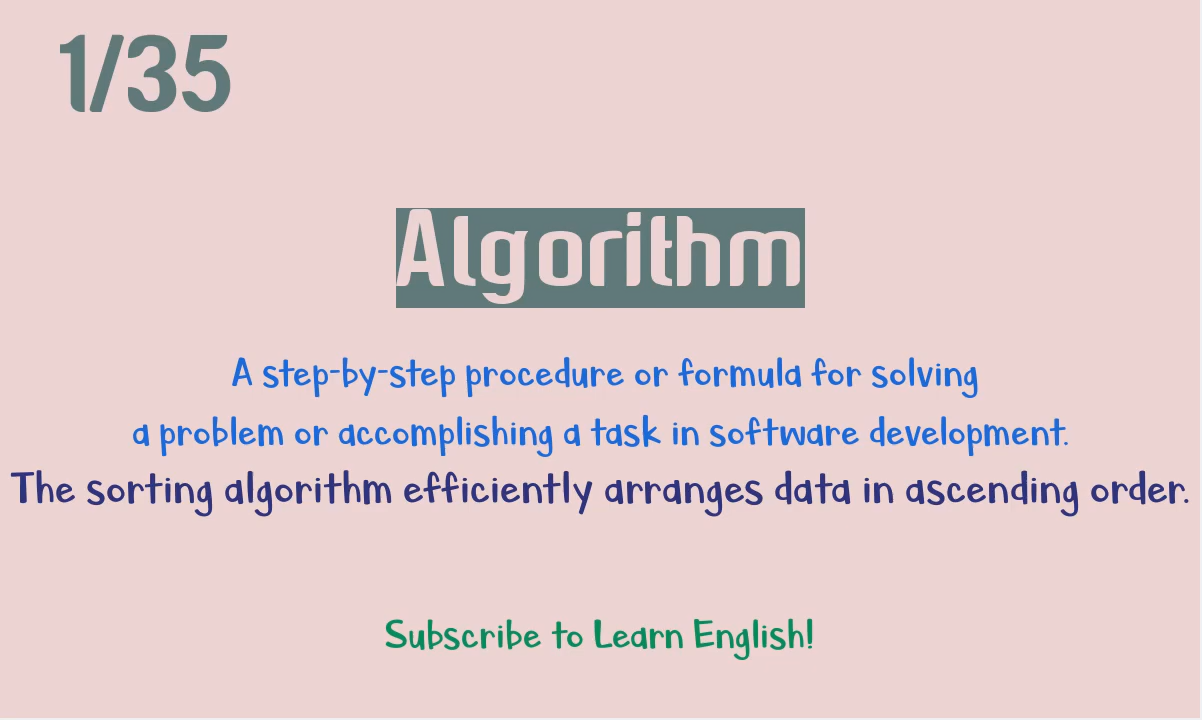 1/35
Algorithm
A step-by-step procedure or formula for solving
a problem or accomplishing a task in software development.
The sorting algorithm efficiently arranges data in ascending order.
Subscribe to Learn English!